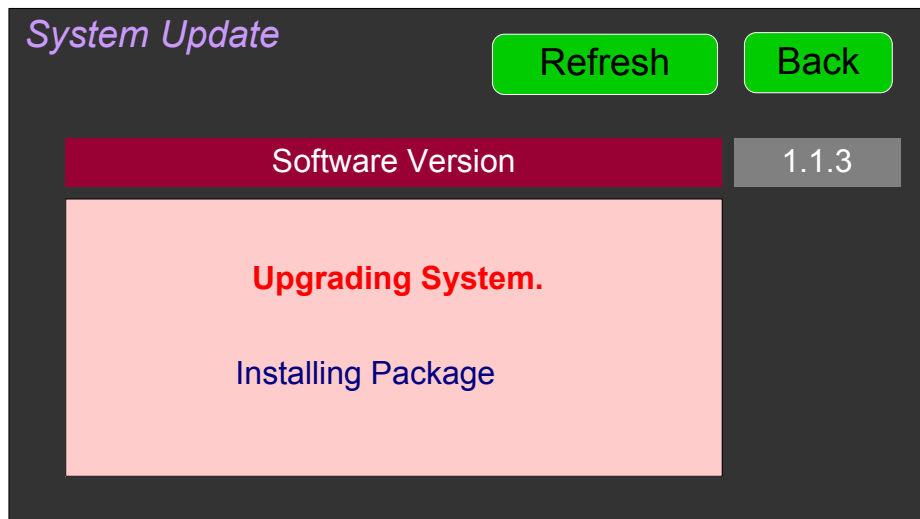 System Update
Refresh
Back
Software Version
1.1.3
Upgrading System.
Installing Package